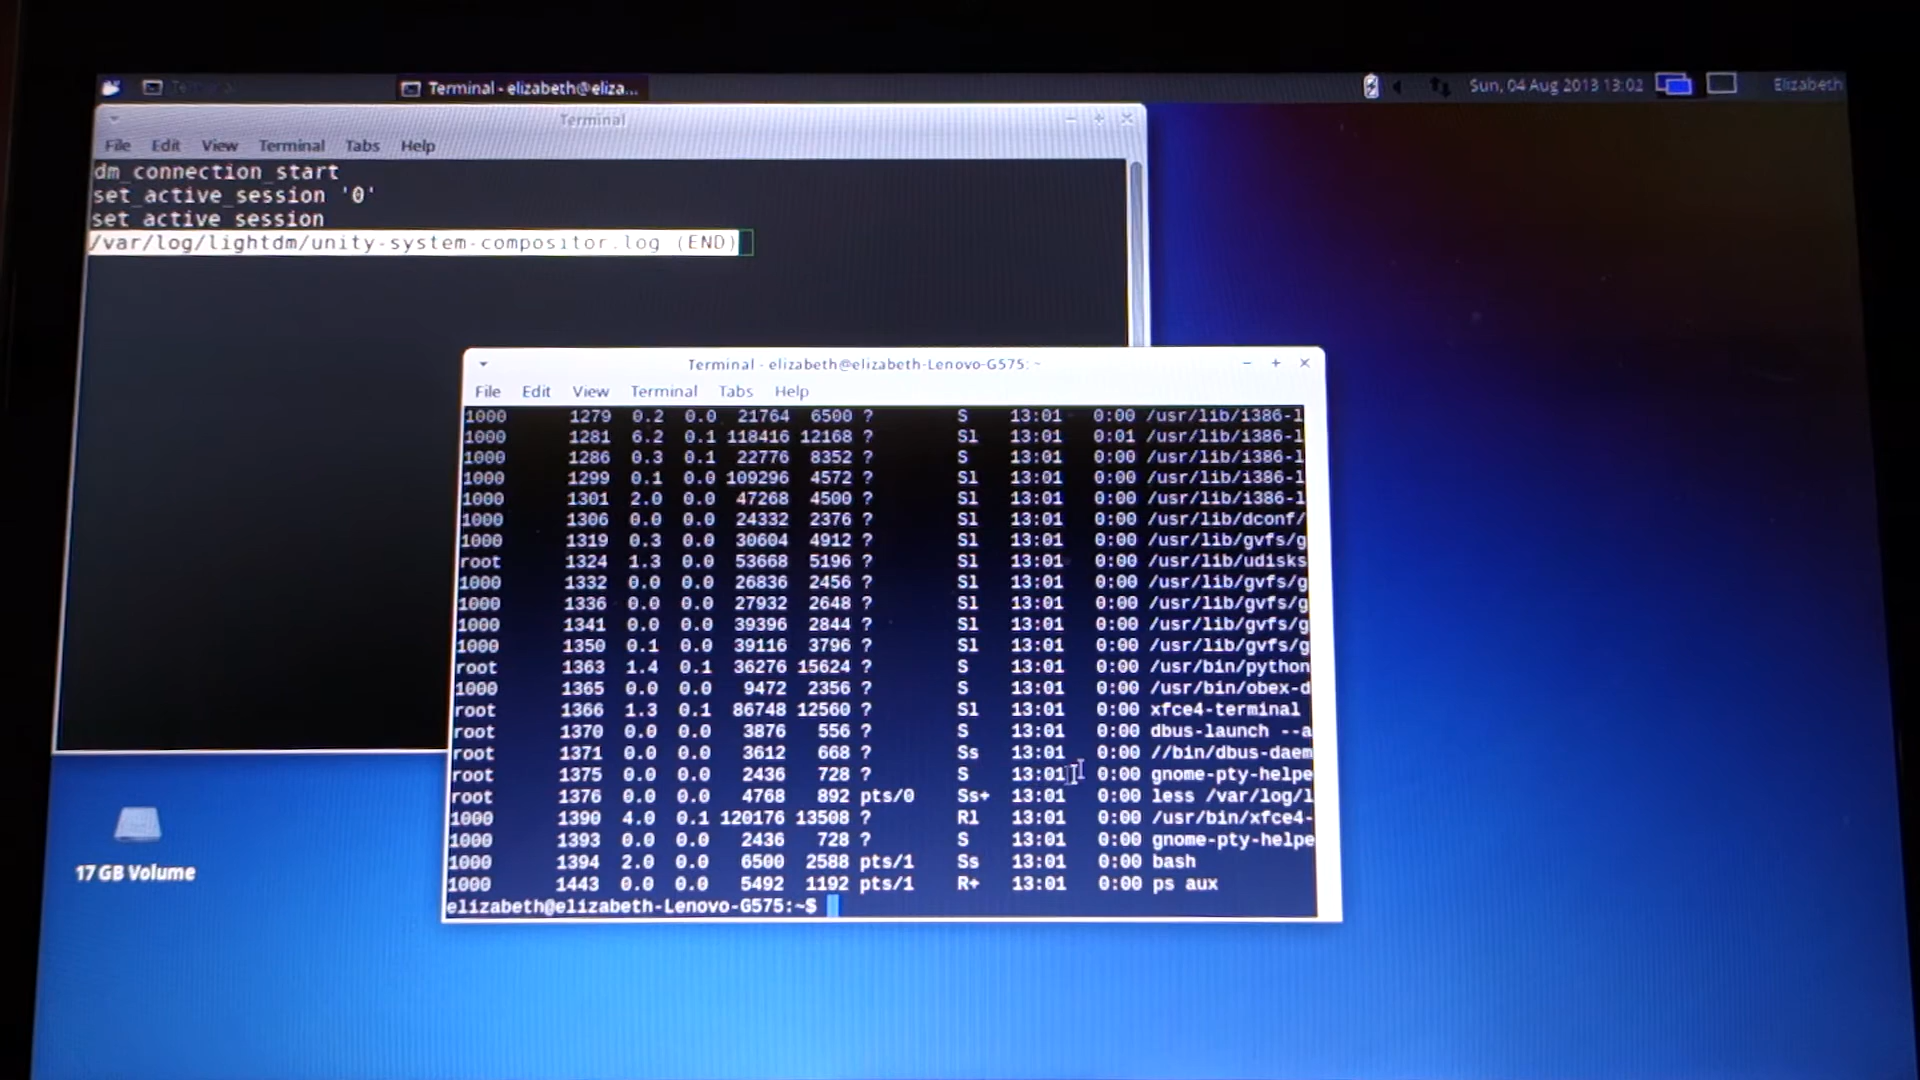 Terminal
Terminal - elizabeth@eliza...
Sun, 04 Aug 2013 13:02
Elizabeth
Terminal
File Edit View Terminal Tabs Help
dm_connection_start
set_active_session '0'
set_active_session
/var/log/lightdm/unity-system-compositor.log (END)
Terminal - elizabeth@elizabeth-Lenovo-G575: ~
File Edit View Terminal Tabs Help
1000 1279 0.2 0.0 21764 6500 ? S 13:01 0:00 /usr/lib/i386-l
1000 1281 6.2 0.1 118416 12168 ? Sl 13:01 0:01 /usr/lib/i386-l
1000 1286 0.3 0.1 22776 8352 ? S 13:01 0:00 /usr/lib/i386-l
1000 1299 0.1 0.0 109296 4572 ? Sl 13:01 0:00 /usr/lib/i386-l
1000 1301 2.0 0.0 47268 4500 ? Sl 13:01 0:00 /usr/lib/i386-l
1000 1306 0.0 0.0 24332 2376 ? Sl 13:01 0:00 /usr/lib/dconf/
1000 1319 0.3 0.0 30604 4912 ? Sl 13:01 0:00 /usr/lib/gvfs/g
root 1324 1.3 0.0 53668 5196 ? Sl 13:01 0:00 /usr/lib/udisks
1000 1332 0.0 0.0 26836 2456 ? Sl 13:01 0:00 /usr/lib/gvfs/g
1000 1336 0.0 0.0 27932 2648 ? Sl 13:01 0:00 /usr/lib/gvfs/g
1000 1341 0.0 0.0 39396 2844 ? Sl 13:01 0:00 /usr/lib/gvfs/g
1000 1350 0.1 0.0 39116 3796 ? Sl 13:01 0:00 /usr/lib/gvfs/g
root 1363 1.4 0.1 36276 15624 ? S 13:01 0:00 /usr/bin/python
1000 1365 0.0 0.0 9472 2356 ? S 13:01 0:00 /usr/bin/obex-d
root 1366 1.3 0.1 86748 12560 ? Sl 13:01 0:00 xfce4-terminal
root 1370 0.0 0.0 3876 556 ? S 13:01 0:00 dbus-launch --a
root 1371 0.0 0.0 3612 668 ? Ss 13:01 0:00 //bin/dbus-daem
root 1375 0.0 0.0 2436 728 ? S 13:01 0:00 gnome-pty-helpe
root 1376 0.0 0.0 4768 892 pts/0 Ss+ 13:01 0:00 less /var/log/l
1000 1390 4.0 0.1 120176 13508 ? Rl 13:01 0:00 /usr/bin/xfce4-
1000 1393 0.0 0.0 2436 728 ? S 13:01 0:00 gnome-pty-helpe
1000 1394 2.0 0.0 6500 2588 pts/1 Ss 13:01 0:00 bash
1000 1443 0.0 0.0 5492 1192 pts/1 R+ 13:01 0:00 ps aux
elizabeth@elizabeth-Lenovo-G575:~$
17 GB Volume